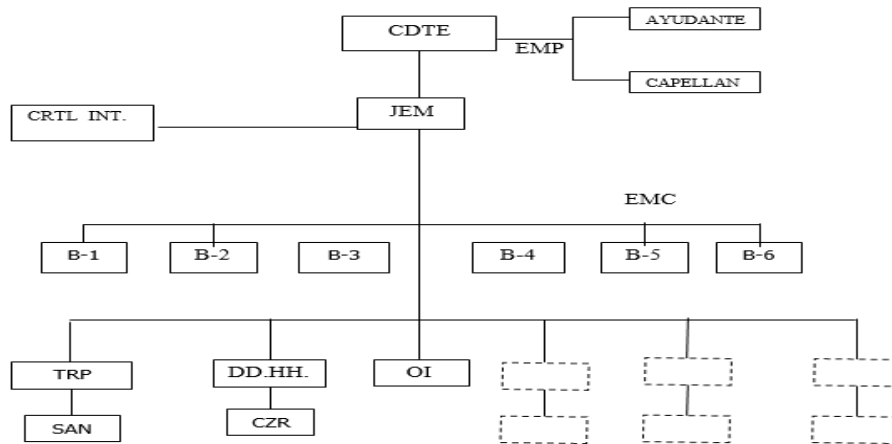 CDTE
AYUDANTE
EMP
CAPELLAN
JEM
CRTL INT.
EMC
B-1
B-2
B-3
B-4
B-5
B-6
TRP
DD.HH.
OI
SAN
CZR